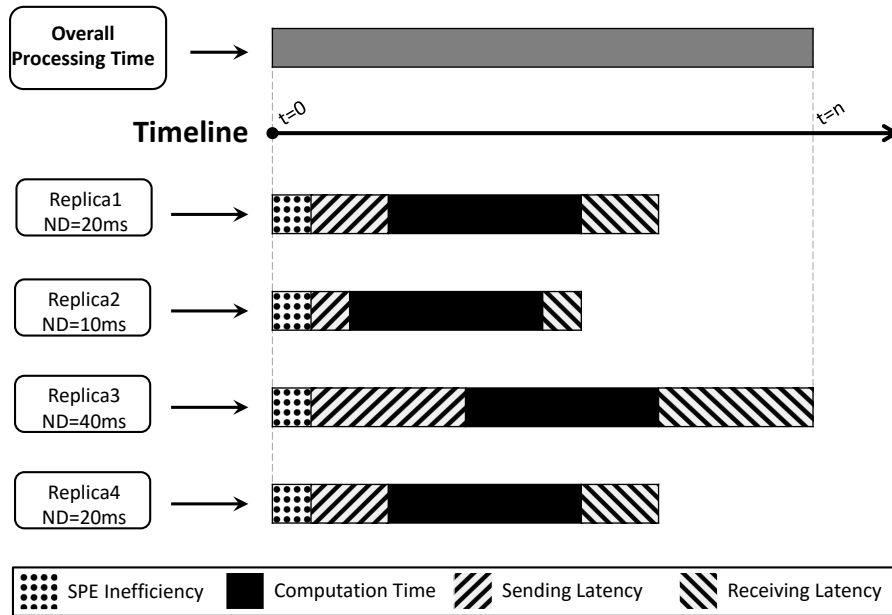 Overall
Processing Time
t=0
t=n
Timeline
Replica1
ND=20ms
Replica2
ND=10ms
Replica3
ND=40ms
Replica4
ND=20ms
SPE Inefficiency
Computation Time
Sending Latency
Receiving Latency